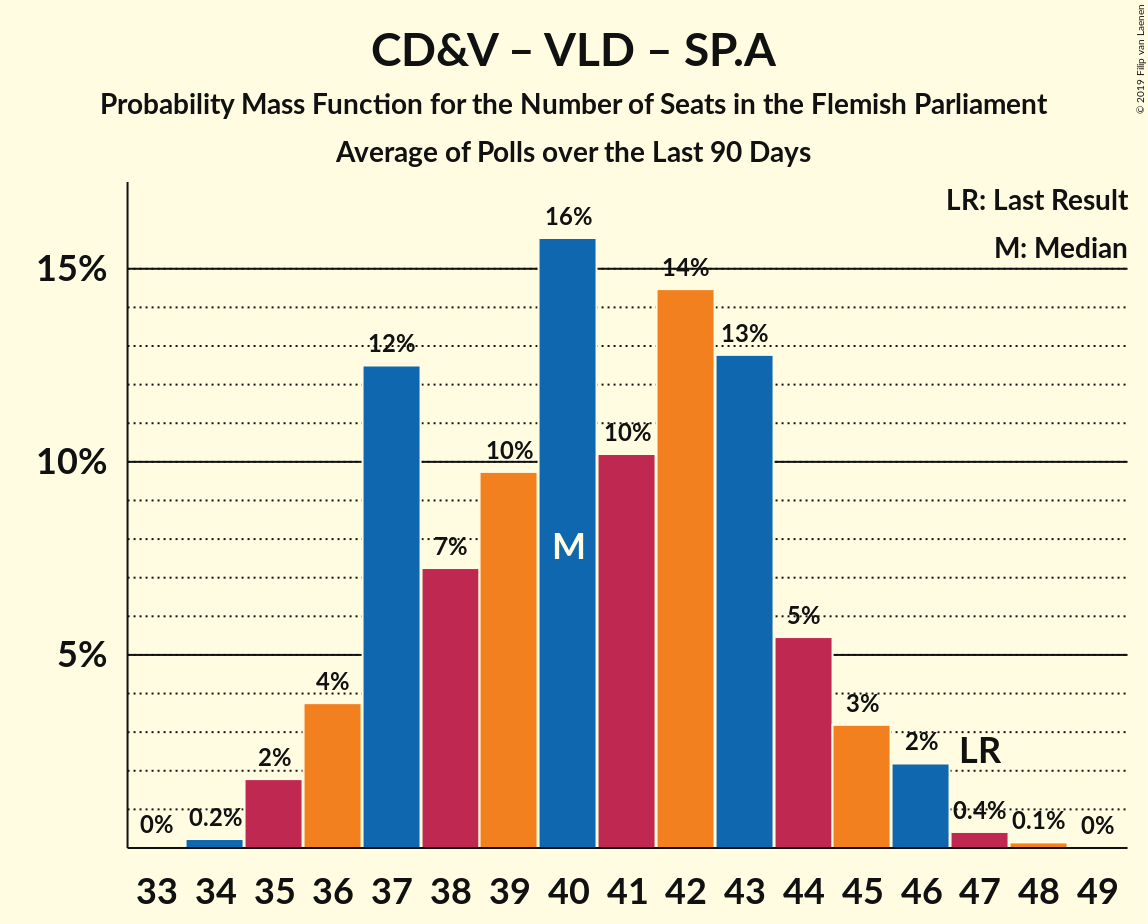 CD&V – VLD – SP.A
Probability Mass Function for the Number of Seats in the Flemish Parliament
Average of Polls over the Last 90 Days
© 2019 Filip van Laenen
LR: Last Result
M: Median
15%
10%
5%
0%
0.2%
2%
4%
12%
7%
10%
16%
10%
14%
13%
5%
3%
2%
0.4%
0.1%
0%
M
LR
33 34 35 36 37 38 39 40 41 42 43 44 45 46 47 48 49